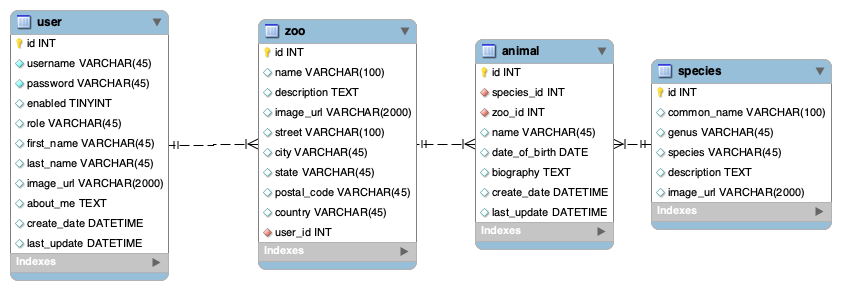 user
id INT
username VARCHAR(45)
password VARCHAR(45)
enabled TINYINT
role VARCHAR(45)
first_name VARCHAR(45)
last_name VARCHAR(45)
image_url VARCHAR(2000)
about_me TEXT
create_date DATETIME
last_update DATETIME
Indexes
zoo
id INT
name VARCHAR(100)
description TEXT
image_url VARCHAR(2000)
street VARCHAR(100)
city VARCHAR(45)
state VARCHAR(45)
postal_code VARCHAR(45)
country VARCHAR(45)
user_id INT
Indexes
animal
id INT
species_id INT
zoo_id INT
name VARCHAR(45)
date_of_birth DATE
biography TEXT
create_date DATETIME
last_update DATETIME
Indexes
species
id INT
common_name VARCHAR(100)
genus VARCHAR(45)
species VARCHAR(45)
description TEXT
image_url VARCHAR(2000)
Indexes